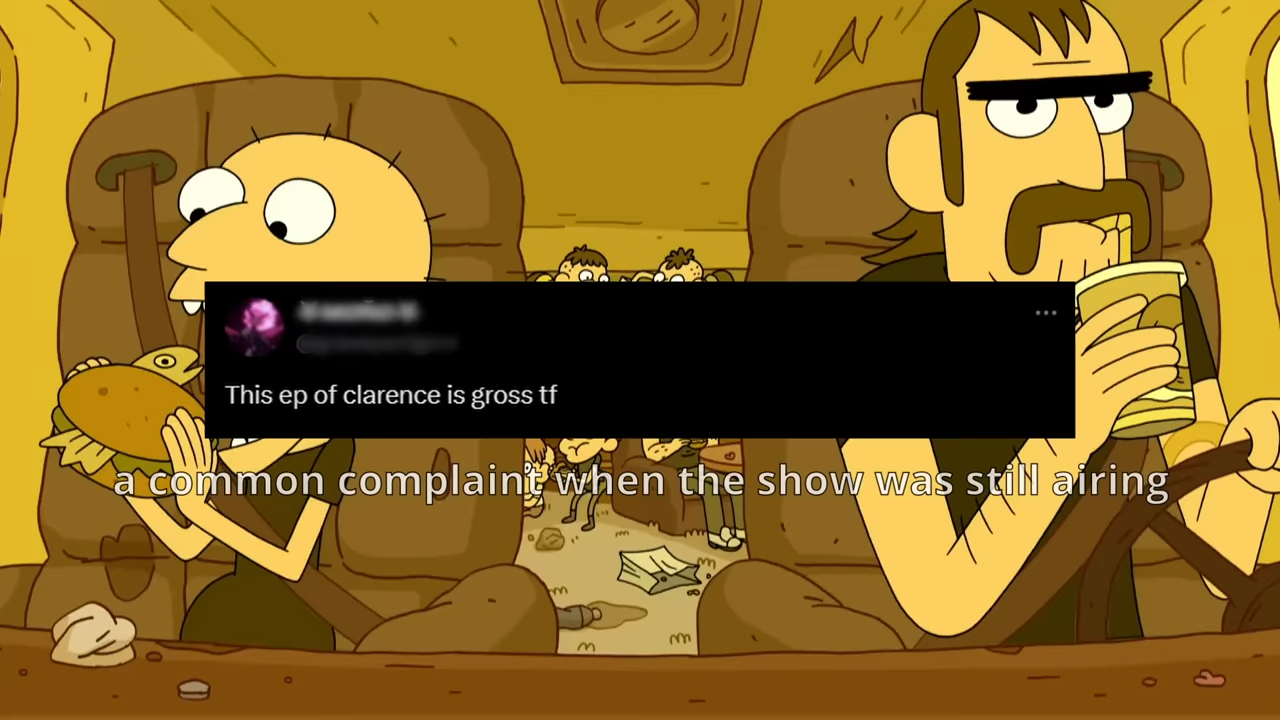 This ep of clarence is gross tf
a common complaint when the show was still airing